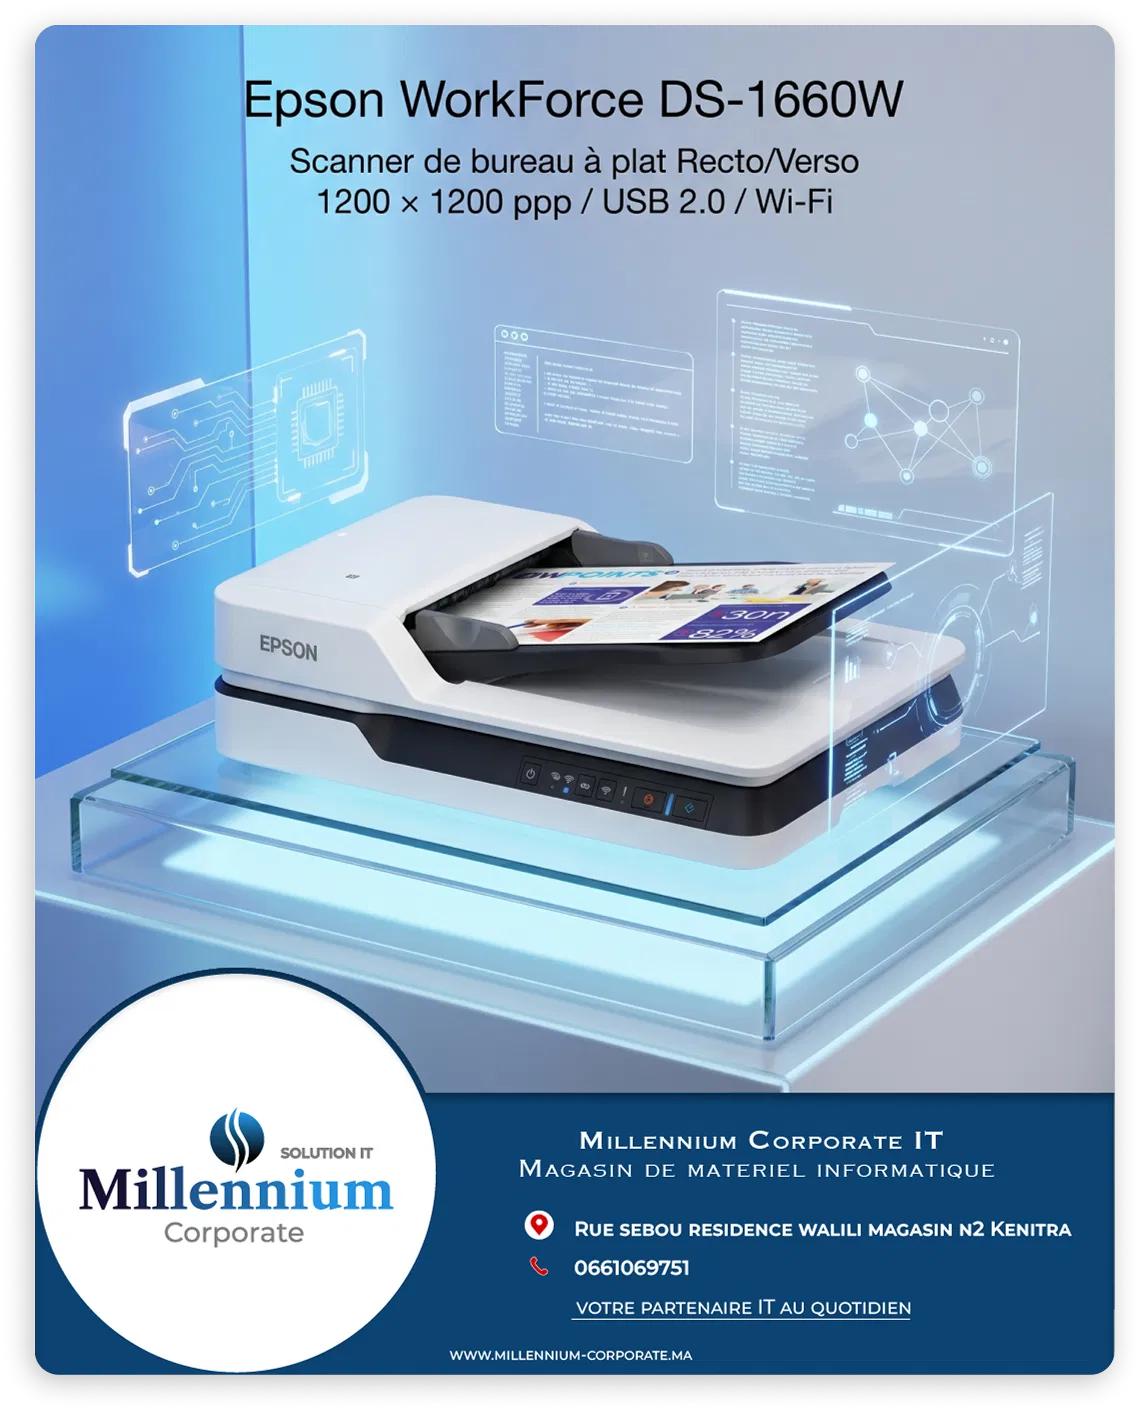 Epson WorkForce DS-1660W
Scanner de bureau à plat Recto/Verso
1200 × 1200 ppp / USB 2.0 / Wi-Fi
EPSON
30n
82%
SOLUTION IT
Millennium
Corporate
Millennium Corporate IT
Magasin de materiel informatique
Rue sebou residence walili magasin n2 Kenitra
0661069751
VOTRE PARTENAIRE IT AU QUOTIDIEN
WWW.MILLENNIUM-CORPORATE.MA